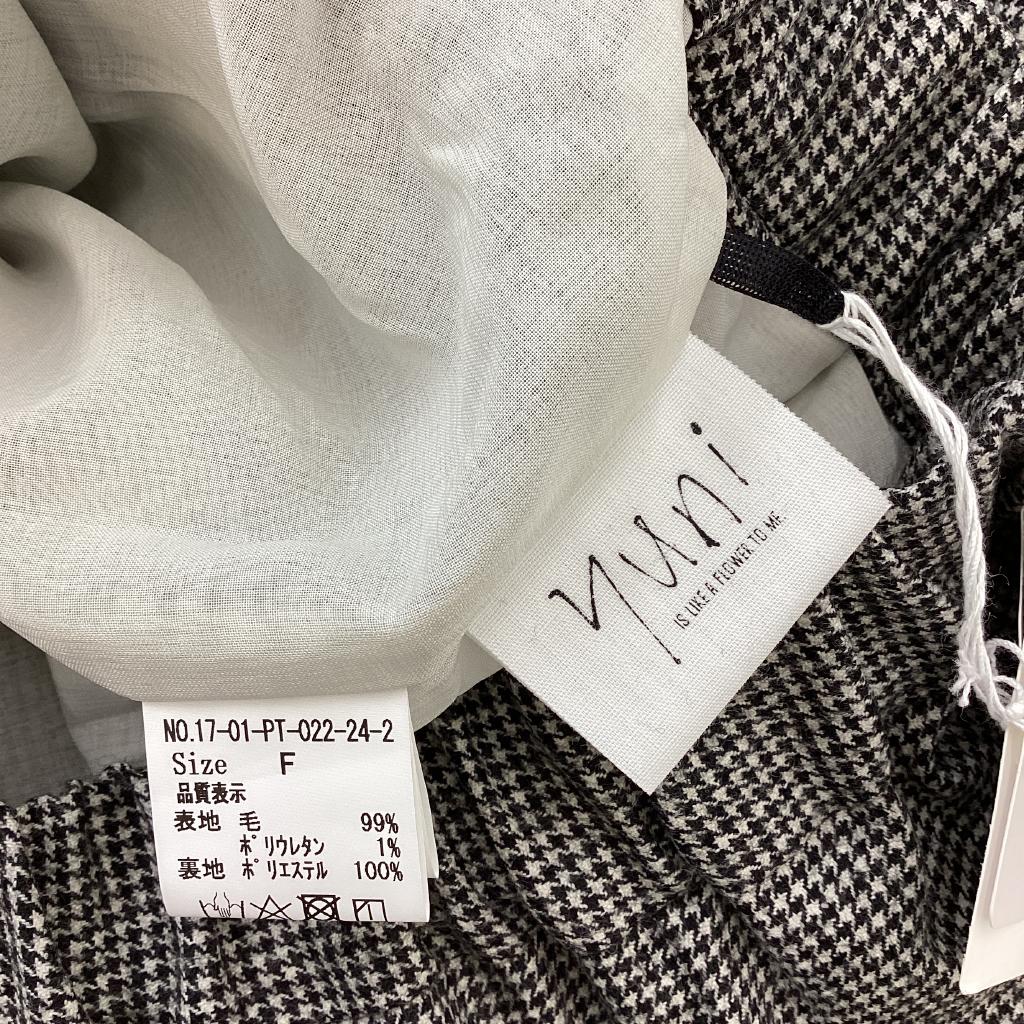 yuni
IS LIKE A FLOWER TO ME.
NO.17-01-PT-022-24-2
Size F
品質表示
表地 毛 99%
ポリウレタン 1%
裏地 ポリエステル 100%